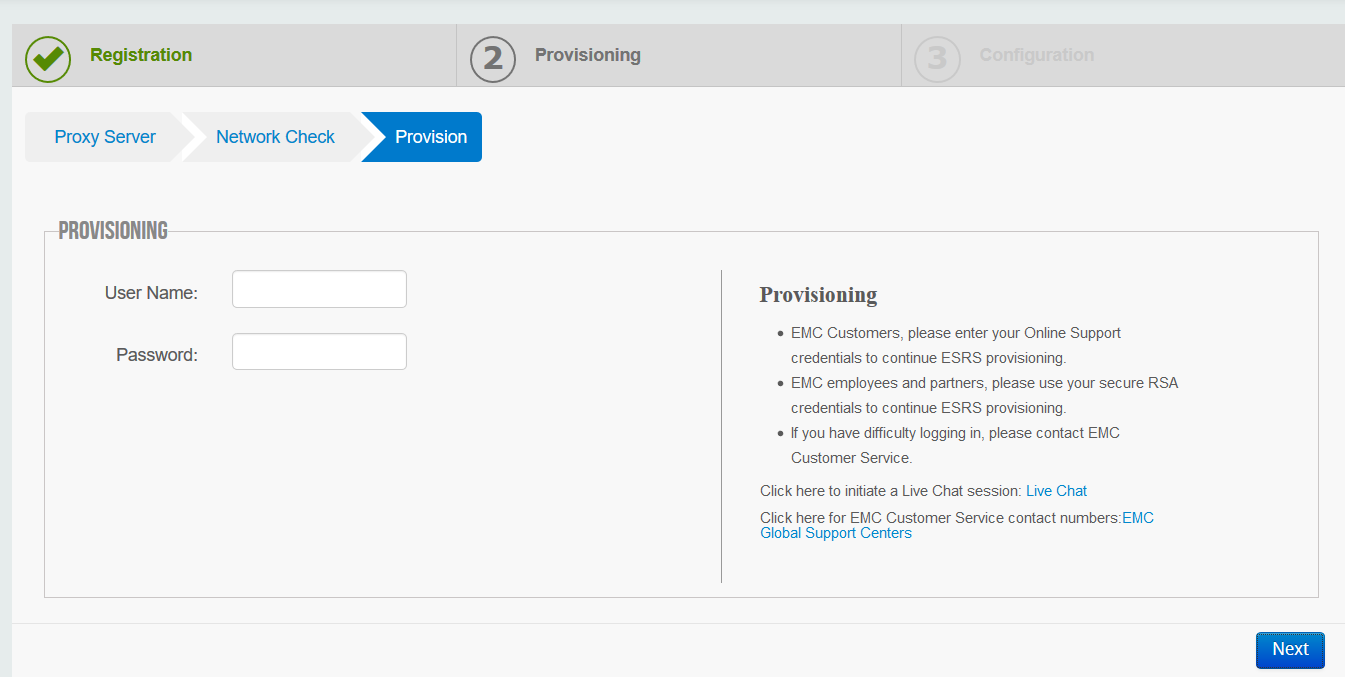 Registration
2 Provisioning
3 Configuration
Proxy Server Network Check Provision
PROVISIONING
User Name:
Password:
Provisioning
• EMC Customers, please enter your Online Support
credentials to continue ESRS provisioning.
• EMC employees and partners, please use your secure RSA
credentials to continue ESRS provisioning.
• If you have difficulty logging in, please contact EMC
Customer Service.
Click here to initiate a Live Chat session: Live Chat
Click here for EMC Customer Service contact numbers:EMC
Global Support Centers
Next